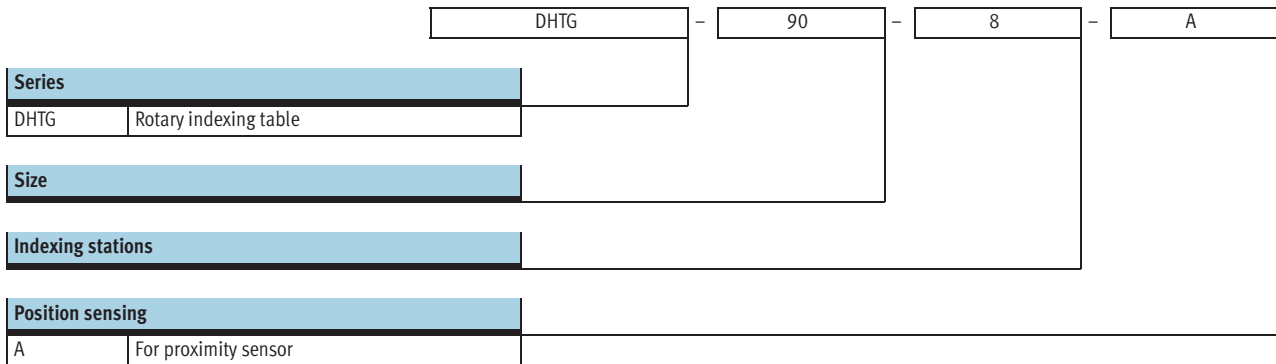 DHTG – 90 – 8 – A
Series
DHTG Rotary indexing table
Size
Indexing stations
Position sensing
A For proximity sensor